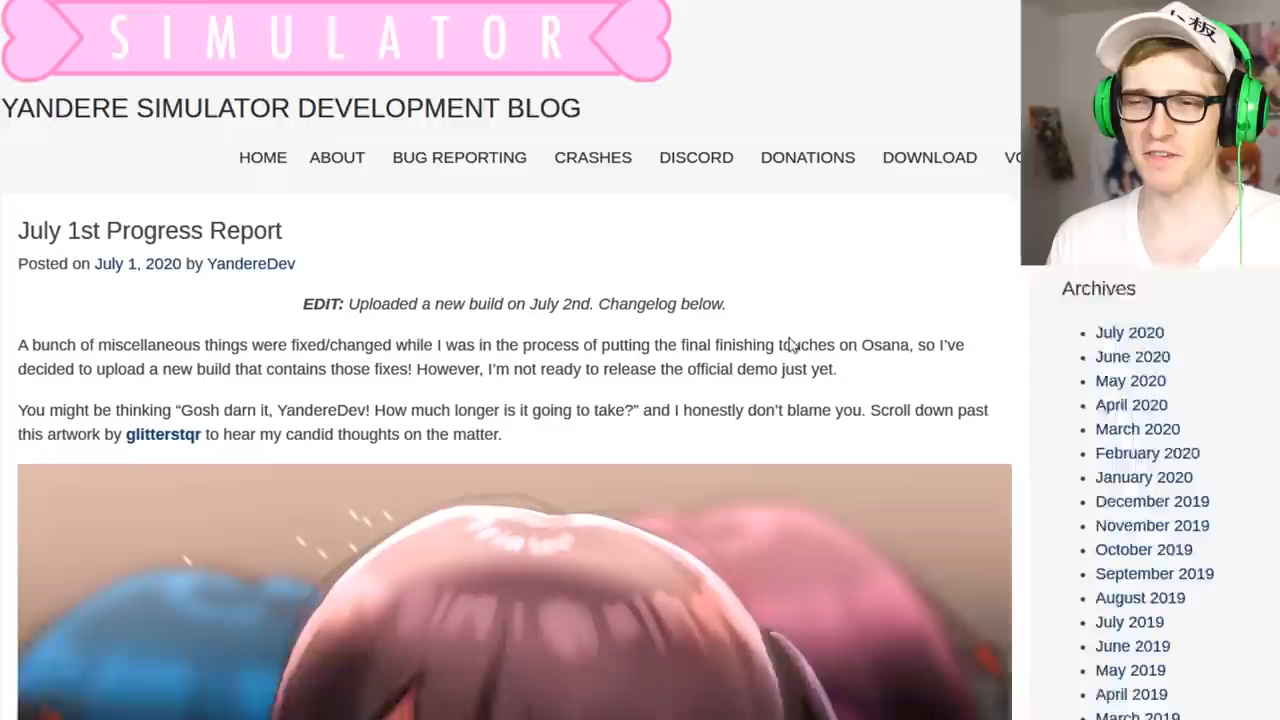 SIMULATOR
YANDERE SIMULATOR DEVELOPMENT BLOG
HOME ABOUT BUG REPORTING CRASHES DISCORD DONATIONS DOWNLOAD
July 1st Progress Report
Posted on July 1, 2020 by YandereDev
EDIT: Uploaded a new build on July 2nd. Changelog below.
A bunch of miscellaneous things were fixed/changed while I was in the process of putting the final finishing touches on Osana, so I've
decided to upload a new build that contains those fixes! However, I'm not ready to release the official demo just yet.
You might be thinking “Gosh darn it, YandereDev! How much longer is it going to take?” and I honestly don't blame you. Scroll down past
this artwork by glitterstqr to hear my candid thoughts on the matter.
Archives
July 2020
June 2020
May 2020
April 2020
March 2020
February 2020
January 2020
December 2019
November 2019
October 2019
September 2019
August 2019
July 2019
June 2019
May 2019
April 2019
March 2019